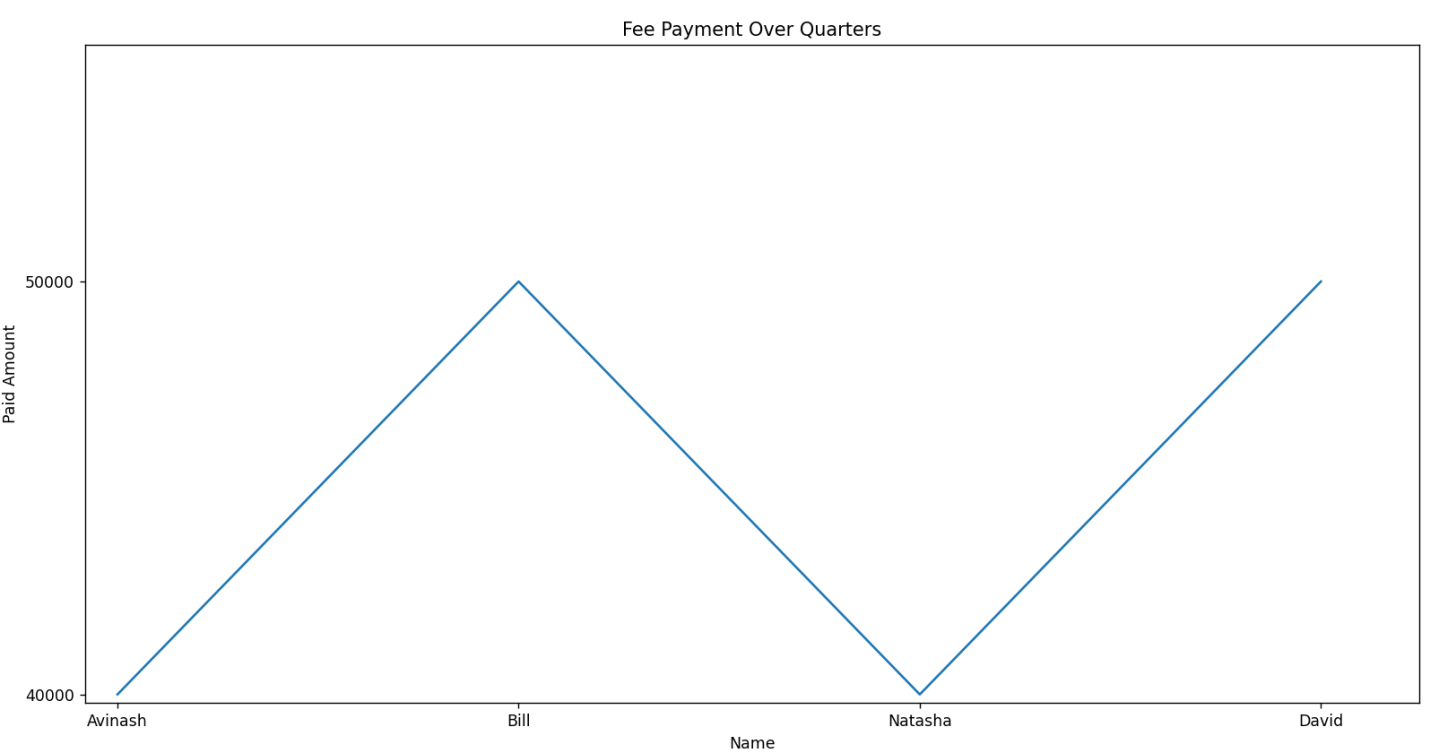 Fee Payment Over Quarters
50000
Paid Amount
40000
Avinash Bill Natasha David
Name